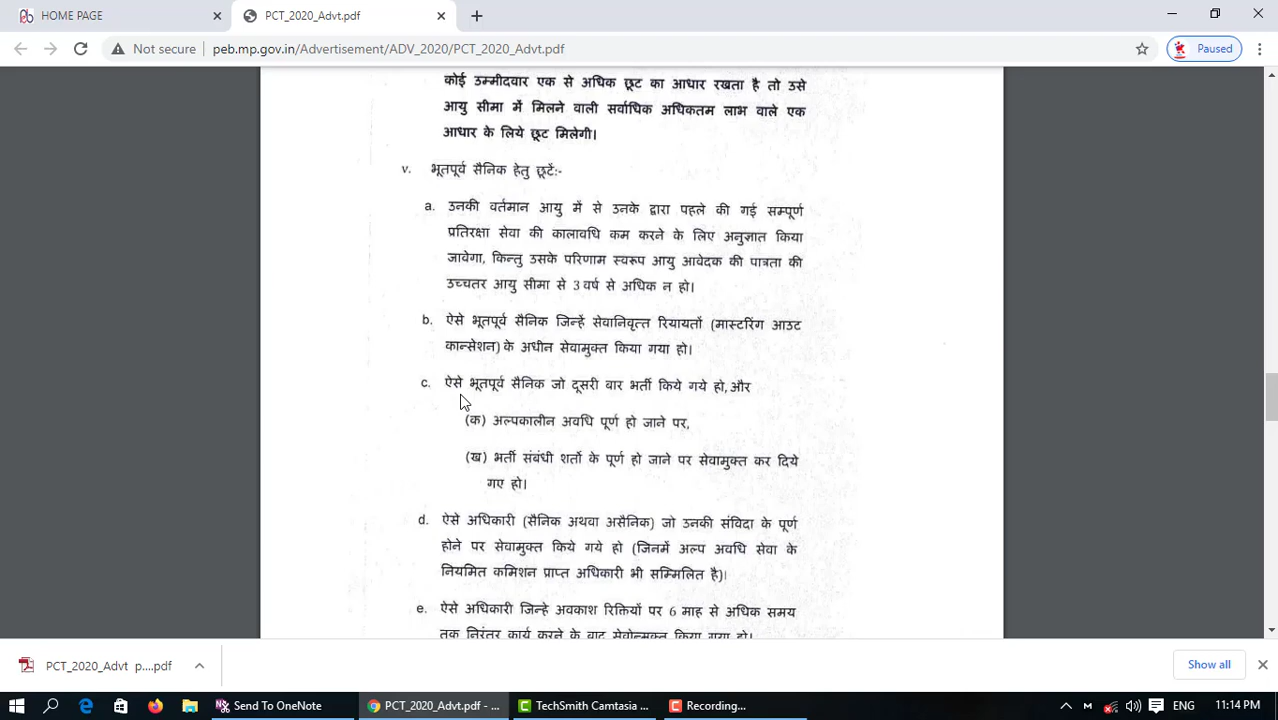 HOME PAGE
PCT_2020_Advt.pdf
Not secure
peb.mp.gov.in/Advertisement/ADV_2020/PCT_2020_Advt.pdf
Paused
कोई उम्मीदवार एक से अधिक छूट का आधार रखता है तो उसे
आयु सीमा में मिलने वाली सर्वाधिक अधिकतम लाभ वाले एक
आधार के लिये छूट मिलेगी।
v. भूतपूर्व सैनिक हेतु छूटें:-
a. उनकी वर्तमान आयु में से उनके द्वारा पहले की गई सम्पूर्ण
प्रतिरक्षा सेवा की कालावधि कम करने के लिए अनुज्ञात किया
जावेगा, किन्तु उसके परिणाम स्वरूप आयु आवेदक की पात्रता की
उच्चतर आयु सीमा से 3 वर्ष से अधिक न हो।
b. ऐसे भूतपूर्व सैनिक जिन्हें सेवानिवृत्त रियायतों (मास्टरिंग आउट
कान्सेशन) के अधीन सेवामुक्त किया गया हो।
c. ऐसे भूतपूर्व सैनिक जो दूसरी वार भर्ती किये गये हो, और
(क) अल्पकालीन अवधि पूर्ण हो जाने पर,
(ख) भर्ती संबंधी शर्तो के पूर्ण हो जाने पर सेवामुक्त कर दिये
गए हो।
d. ऐसे अधिकारी (सैनिक अथवा असैनिक) जो उनकी संविदा के पूर्ण
होने पर सेवामुक्त किये गये हो (जिनमें अल्प अवधि सेवा के
नियमित कमिशन प्राप्त अधिकारी भी सम्मिलित है)।
e. ऐसे अधिकारी जिन्हे अवकाश रिक्तियों पर 6 माह से अधिक समय
तक निरंतर कार्य करने के बाद सेवोन्मुक्त किया गया हो।
PCT_2020_Advt p....pdf
Show all
Send To OneNote
PCT_2020_Advt.pdf - ...
TechSmith Camtasia ...
Recording...
ENG
11:14 PM